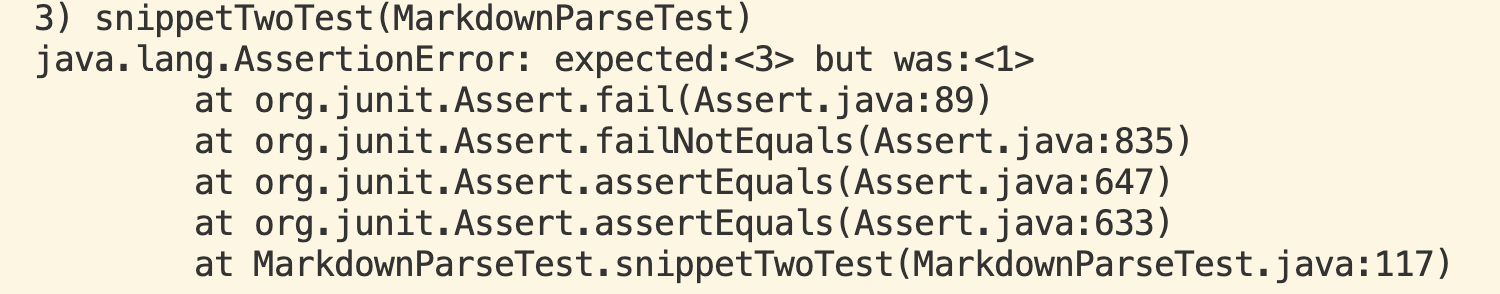 3) snippetTwoTest(MarkdownParseTest)
java.lang.AssertionError: expected:<3> but was:<1>
at org.junit.Assert.fail(Assert.java:89)
at org.junit.Assert.failNotEquals(Assert.java:835)
at org.junit.Assert.assertEquals(Assert.java:647)
at org.junit.Assert.assertEquals(Assert.java:633)
at MarkdownParseTest.snippetTwoTest(MarkdownParseTest.java:117)